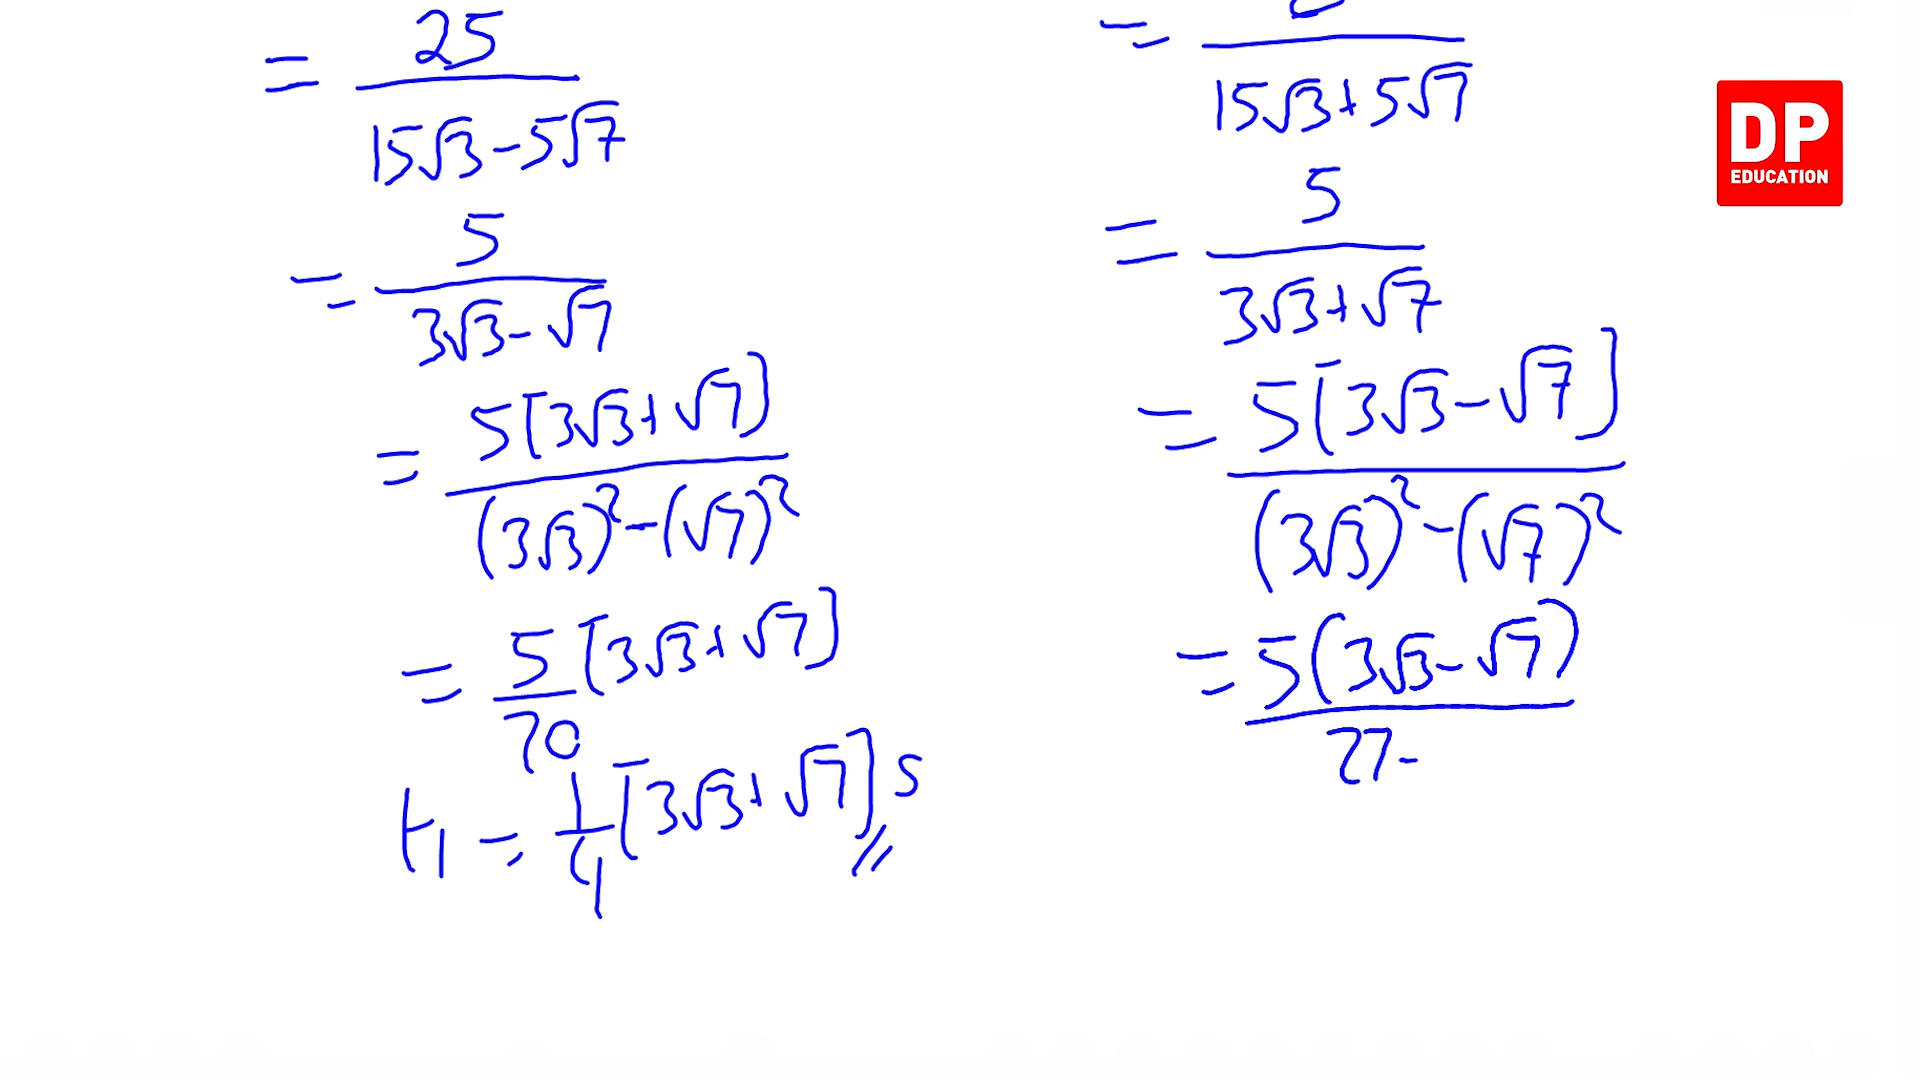 = 25 / 15√3 - 5√7
= 5 / 3√3 - √7
= 5[3√3 + √7] / (3√3)² - (√7)²
= 5/20 [3√3 + √7]
t₁ = 1/4 [3√3 + √7] s //
= / 15√3 + 5√7
= 5 / 3√3 + √7
= 5[3√3 - √7] / (3√3)² - (√7)²
= 5(3√3 - √7) / 27 -
DP
EDUCATION